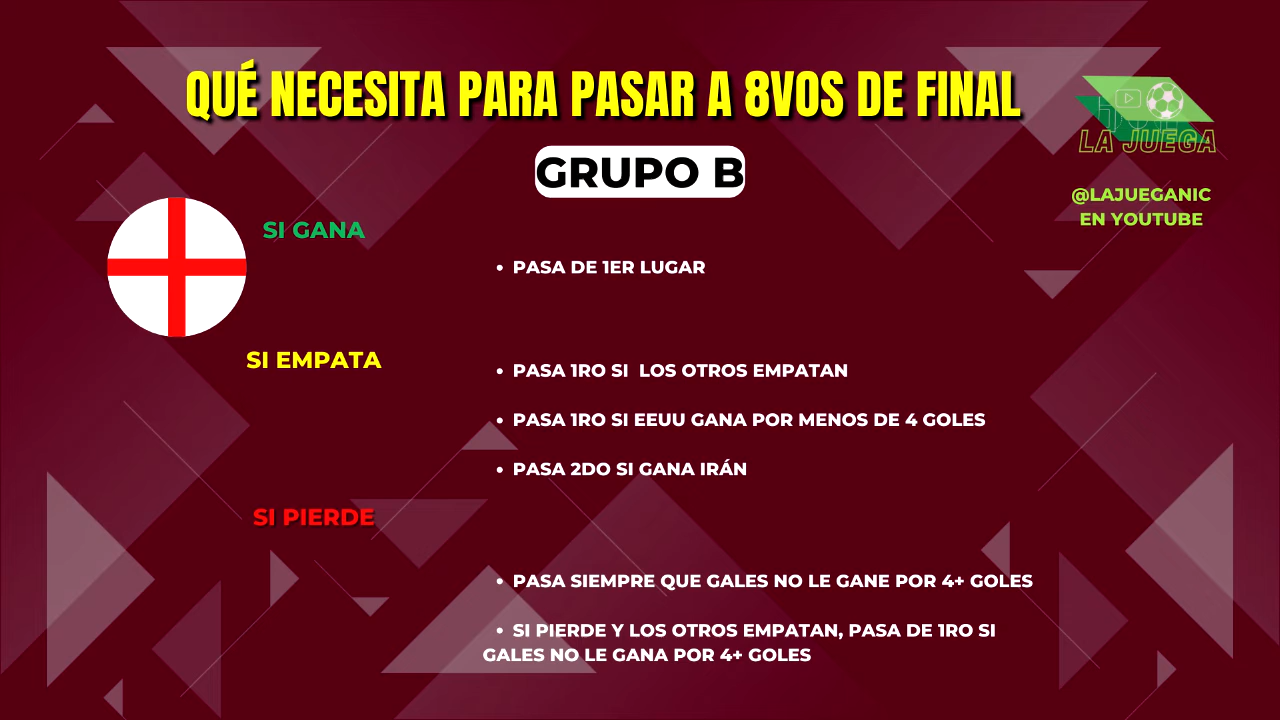 QUÉ NECESITA PARA PASAR A 8VOS DE FINAL
LA JUEGA
GRUPO B
@LAJUEGANIC
EN YOUTUBE
SI GANA
• PASA DE 1ER LUGAR
SI EMPATA
• PASA 1RO SI LOS OTROS EMPATAN
• PASA 1RO SI EEUU GANA POR MENOS DE 4 GOLES
• PASA 2DO SI GANA IRÁN
SI PIERDE
• PASA SIEMPRE QUE GALES NO LE GANE POR 4+ GOLES
• SI PIERDE Y LOS OTROS EMPATAN, PASA DE 1RO SI
GALES NO LE GANA POR 4+ GOLES